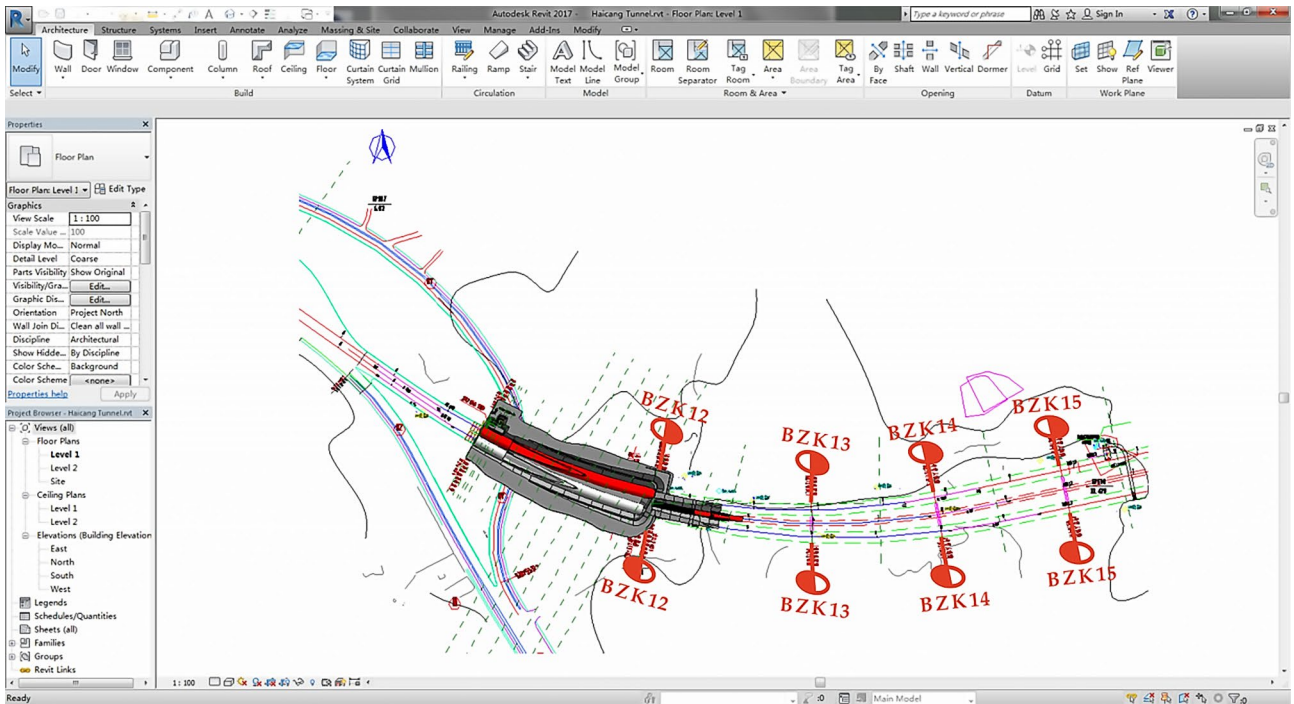 Autodesk Revit 2017 - Haicang Tunnel.rvt - Floor Plan: Level 1
Type a keyword or phrase
Sign In
Architecture Structure Systems Insert Annotate Analyze Massing & Site Collaborate View Manage Add-Ins Modify
Modify
Wall
Door
Window
Component
Column
Roof
Ceiling
Floor
Curtain System
Curtain Grid
Mullion
Railing
Ramp
Stair
Model Text
Model Line
Model Group
Room
Room Separator
Tag Room
Area
Area Boundary
Tag Area
By Face
Shaft
Wall
Vertical
Dormer
Level
Grid
Set
Show
Ref Plane
Viewer
Select
Build
Circulation
Model
Room & Area
Opening
Datum
Work Plane
Properties
Floor Plan
Floor Plan: Level 1
Edit Type
Graphics
View Scale 1 : 100
Scale Value ... 100
Display Mo... Normal
Detail Level Coarse
Parts Visibility Show Original
Visibility/Gra... Edit...
Graphic Dis... Edit...
Orientation Project North
Wall Join Di... Clean all wall ...
Discipline Architectural
Show Hidde... By Discipline
Color Sche... Background
Color Scheme <none>
Properties help
Apply
Project Browser - Haicang Tunnel.rvt
Views (all)
Floor Plans
Level 1
Level 2
Site
Ceiling Plans
Level 1
Level 2
Elevations (Building Elevation
East
North
South
West
Legends
Schedules/Quantities
Sheets (all)
Families
Groups
Revit Links
BZK12
BZK13
BZK14
BZK15
BZK12
BZK13
BZK14
BZK15
1 : 100
Ready
:0
Main Model
:0